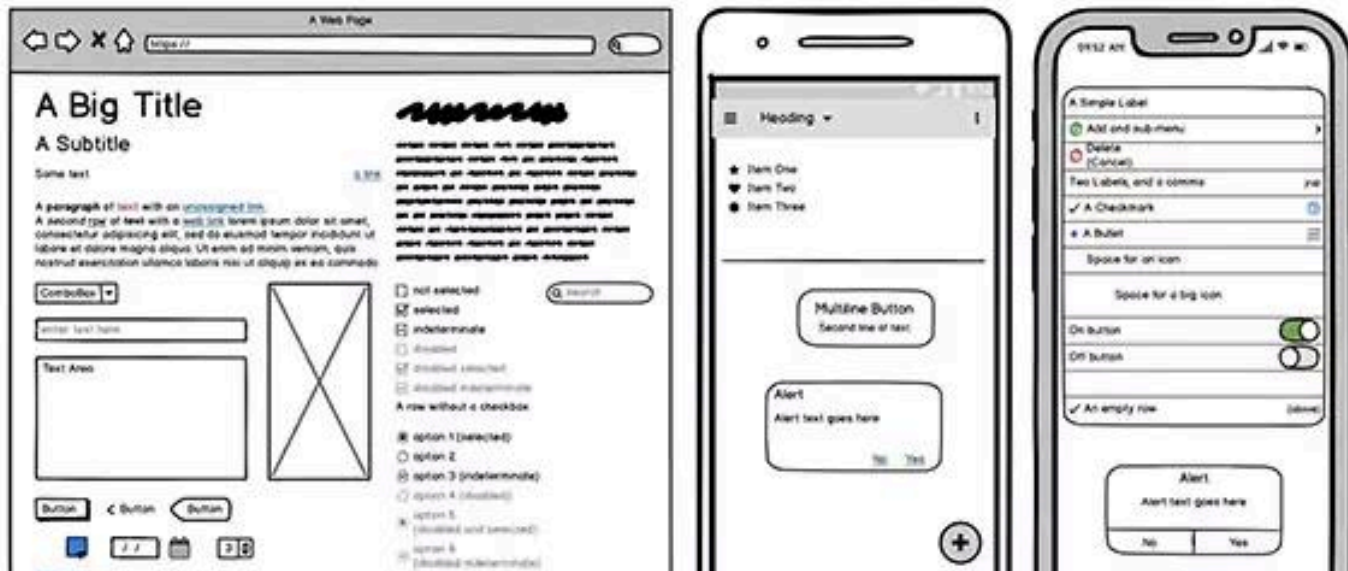 A Web Page
https://
A Big Title
A Subtitle
Some text
a link
A paragraph of text with an unassigned link.
A second row of text with a web link lorem ipsum dolor sit amet,
consectetur adipisicing elit, sed do eiusmod tempor incididunt ut
labore et dolore magna aliqua. Ut enim ad minim veniam, quis
nostrud exercitation ullamco laboris nisi ut aliquip ex ea commodo
ComboBox
enter text here
Text Area
Button
< Button
Button
/ /
3
not selected
search
selected
indeterminate
disabled
disabled selected
disabled indeterminate
A row without a checkbox
option 1 (selected)
option 2
option 3 (indeterminate)
option 4 (disabled)
option 5
(disabled and selected)
option 6
(disabled indeterminate)
Heading
Item One
Item Two
Item Three
Multiline Button
Second line of text
Alert
Alert text goes here
No Yes
09:52 AM
A Simple Label
Add and sub-menu
Delete
(Cancel)
Two Labels, and a comma
A Checkmark
A Bullet
Space for an icon
Space for a big icon
On button
Off button
An empty row
(above)
Alert
Alert text goes here
No Yes